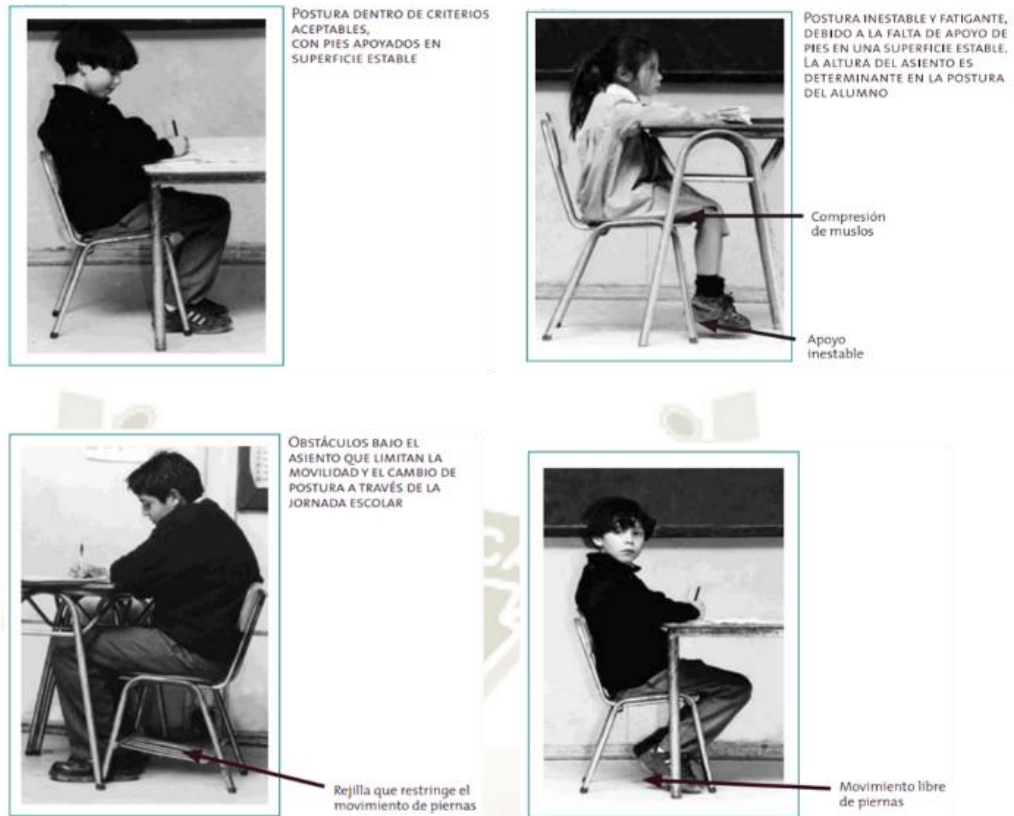 POSTURA DENTRO DE CRITERIOS
ACEPTABLES,
CON PIES APOYADOS EN
SUPERFICIE ESTABLE
POSTURA INESTABLE Y FATIGANTE,
DEBIDO A LA FALTA DE APOYO DE
PIES EN UNA SUPERFICIE ESTABLE.
LA ALTURA DEL ASIENTO ES
DETERMINANTE EN LA POSTURA
DEL ALUMNO
Compresión
de muslos
Apoyo
inestable
OBSTÁCULOS BAJO EL
ASIENTO QUE LIMITAN LA
MOVILIDAD Y EL CAMBIO DE
POSTURA A TRAVÉS DE LA
JORNADA ESCOLAR
Rejilla que restringe el
movimiento de piernas
Movimiento libre
de piernas